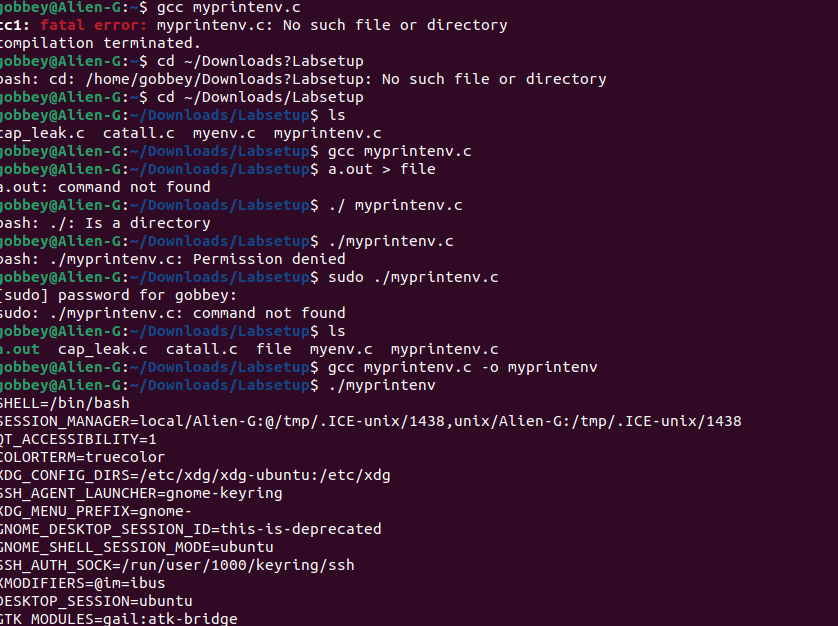 gobbey@Alien-G:~$ gcc myprintenv.c
cc1: fatal error: myprintenv.c: No such file or directory
compilation terminated.
gobbey@Alien-G:~$ cd ~/Downloads?Labsetup
bash: cd: /home/gobbey/Downloads?Labsetup: No such file or directory
gobbey@Alien-G:~$ cd ~/Downloads/Labsetup
gobbey@Alien-G:~/Downloads/Labsetup$ ls
cap_leak.c  catall.c  myenv.c  myprintenv.c
gobbey@Alien-G:~/Downloads/Labsetup$ gcc myprintenv.c
gobbey@Alien-G:~/Downloads/Labsetup$ a.out > file
a.out: command not found
gobbey@Alien-G:~/Downloads/Labsetup$ ./ myprintenv.c
bash: ./: Is a directory
gobbey@Alien-G:~/Downloads/Labsetup$ ./myprintenv.c
bash: ./myprintenv.c: Permission denied
gobbey@Alien-G:~/Downloads/Labsetup$ sudo ./myprintenv.c
[sudo] password for gobbey:
sudo: ./myprintenv.c: command not found
gobbey@Alien-G:~/Downloads/Labsetup$ ls
a.out  cap_leak.c  catall.c  file  myenv.c  myprintenv.c
gobbey@Alien-G:~/Downloads/Labsetup$ gcc myprintenv.c -o myprintenv
gobbey@Alien-G:~/Downloads/Labsetup$ ./myprintenv
SHELL=/bin/bash
SESSION_MANAGER=local/Alien-G:@/tmp/.ICE-unix/1438,unix/Alien-G:/tmp/.ICE-unix/1438
QT_ACCESSIBILITY=1
COLORTERM=truecolor
XDG_CONFIG_DIRS=/etc/xdg/xdg-ubuntu:/etc/xdg
SSH_AGENT_LAUNCHER=gnome-keyring
XDG_MENU_PREFIX=gnome-
GNOME_DESKTOP_SESSION_ID=this-is-deprecated
GNOME_SHELL_SESSION_MODE=ubuntu
SSH_AUTH_SOCK=/run/user/1000/keyring/ssh
XMODIFIERS=@im=ibus
DESKTOP_SESSION=ubuntu
GTK_MODULES=gail:atk-bridge